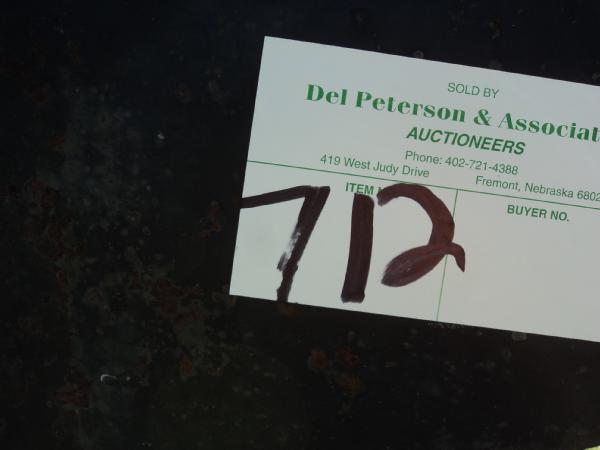 SOLD BY
Del Peterson & Associat
AUCTIONEERS
Phone: 402-721-4388
419 West Judy Drive Fremont, Nebraska 6802
ITEM
BUYER NO.
712